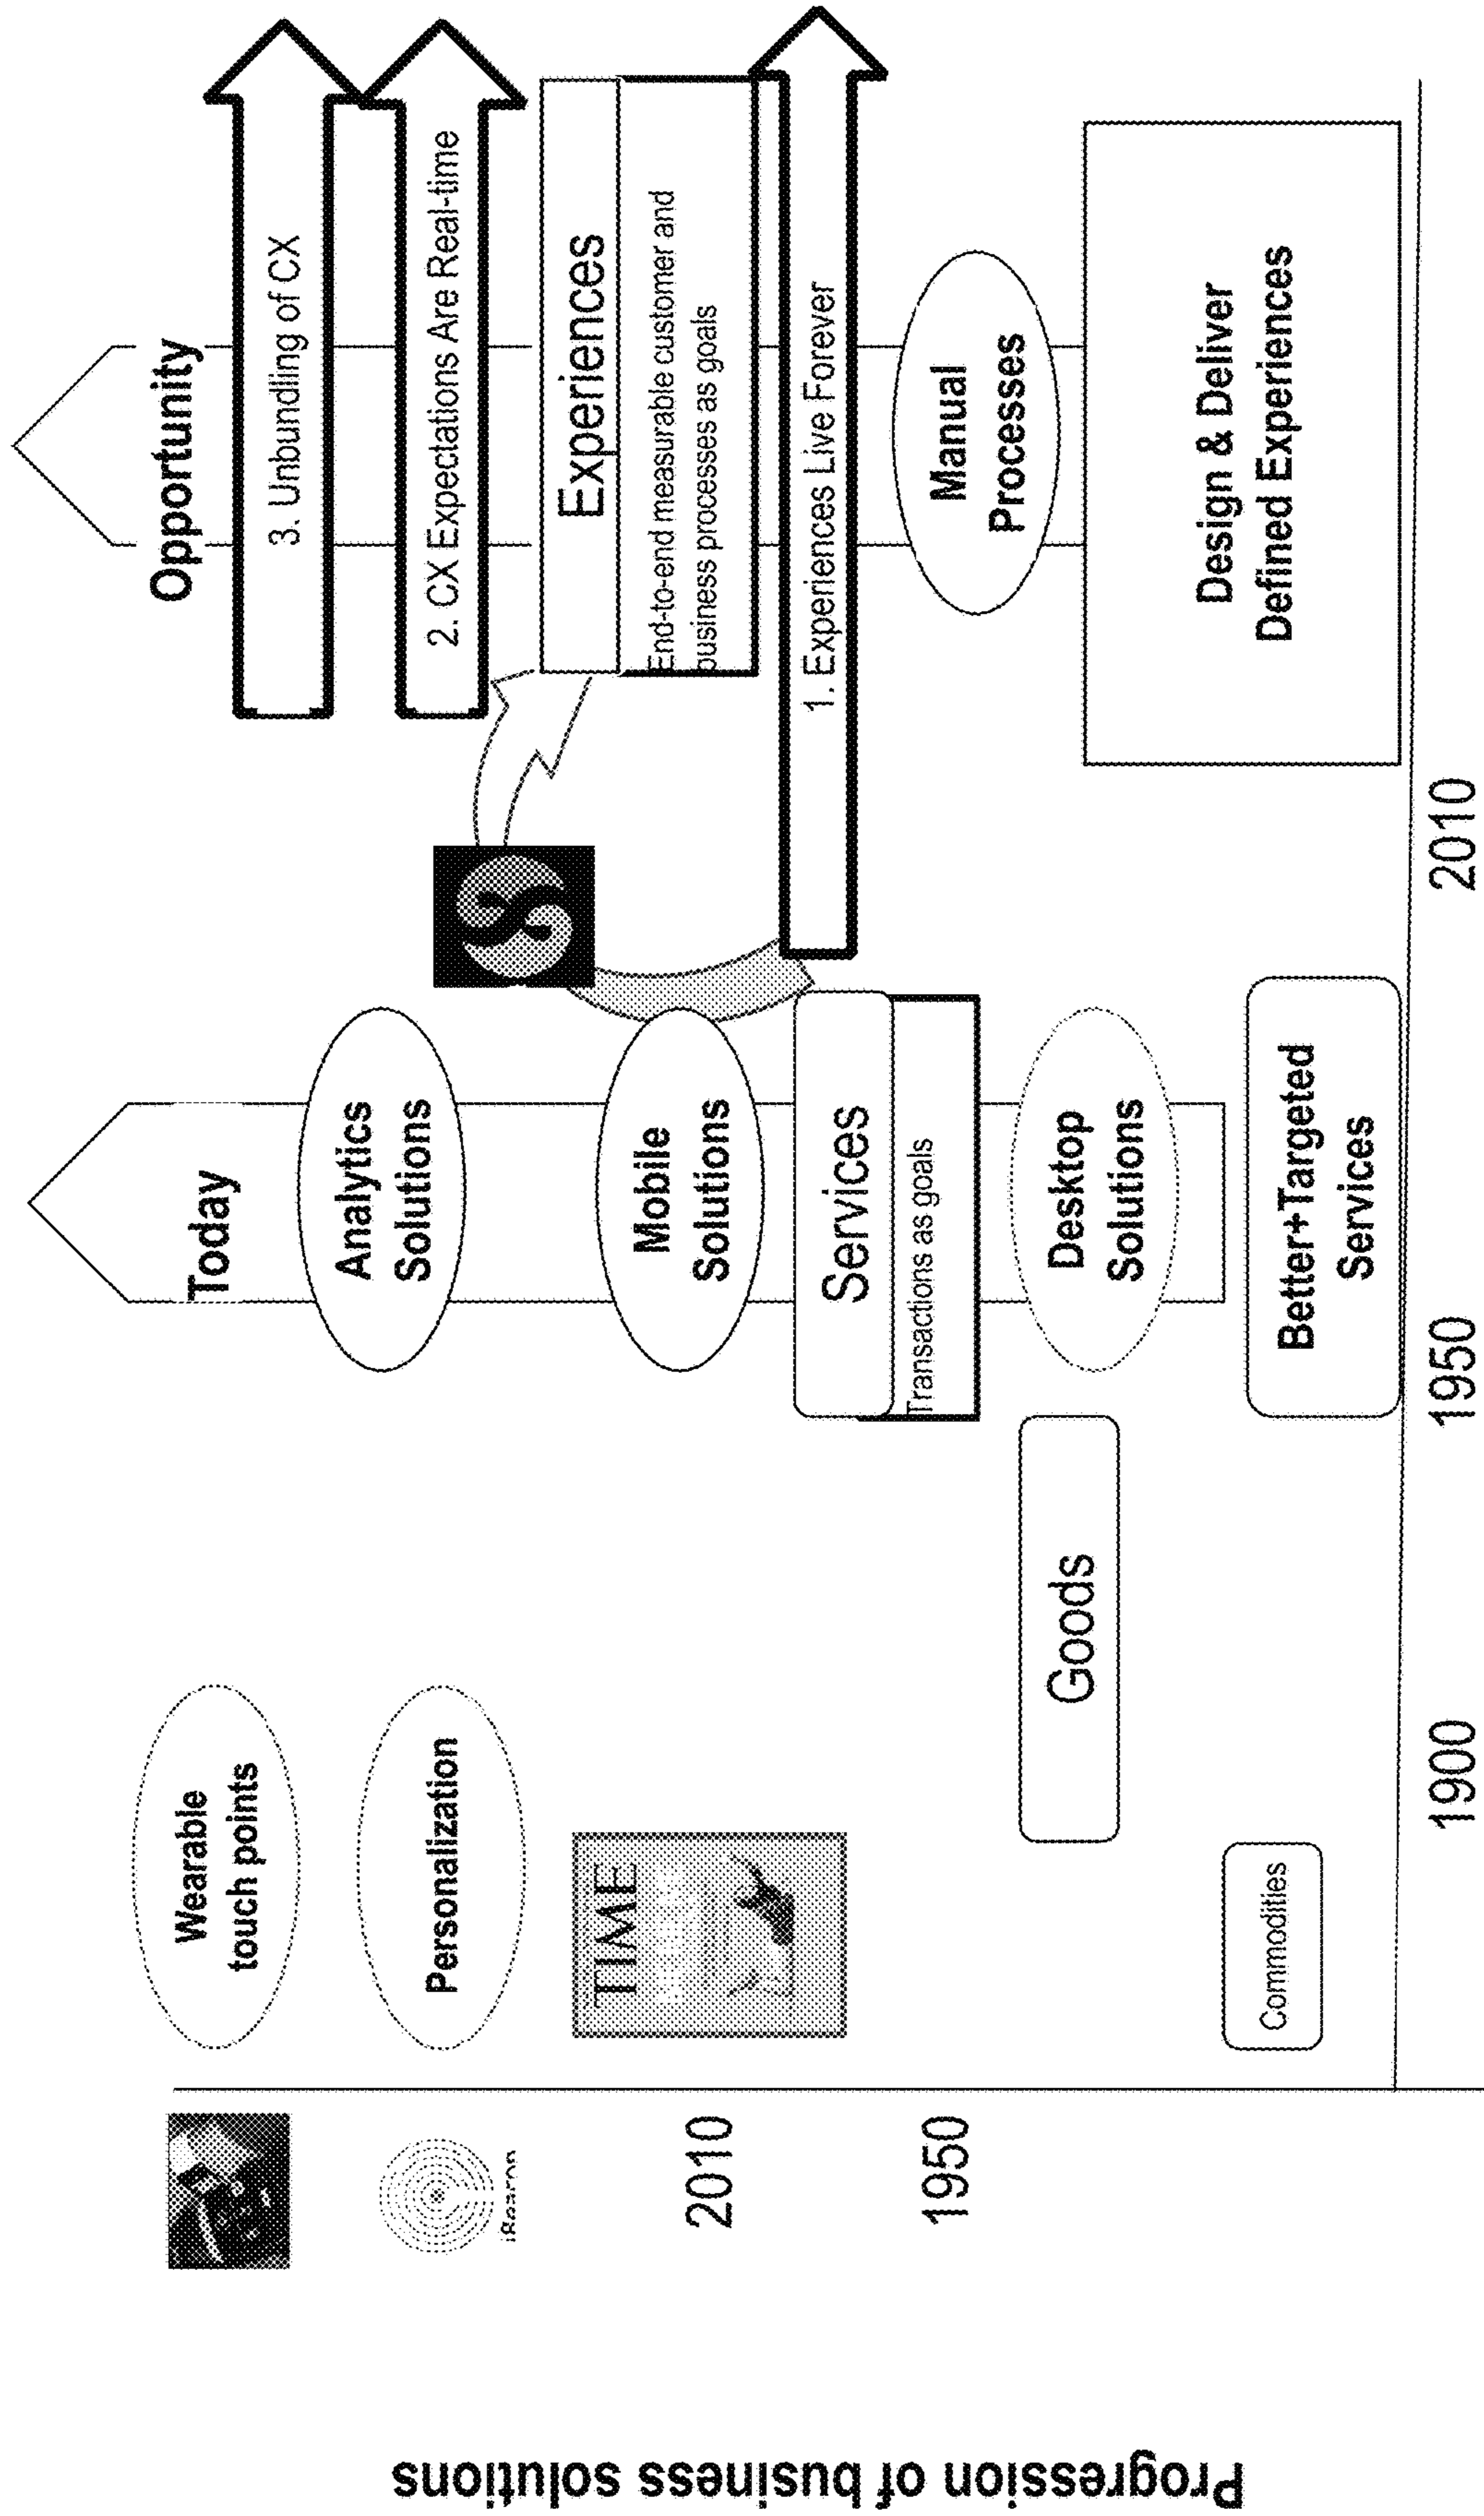 Progression of business solutions
Wearable
touch points
Personalization
TIME
2010
1950
Commodities
Goods
Today
Analytics
Solutions
Mobile
Solutions
Services
Transactions as goals
Desktop
Solutions
Better+Targeted
Services
Opportunity
3. Unbundling of CX
2. CX Expectations Are Real-time
Experiences
End-to-end measurable customer and
business processes as goals
1. Experiences Live Forever
Manual
Processes
Design & Deliver
Defined Experiences
1900
1950
2010